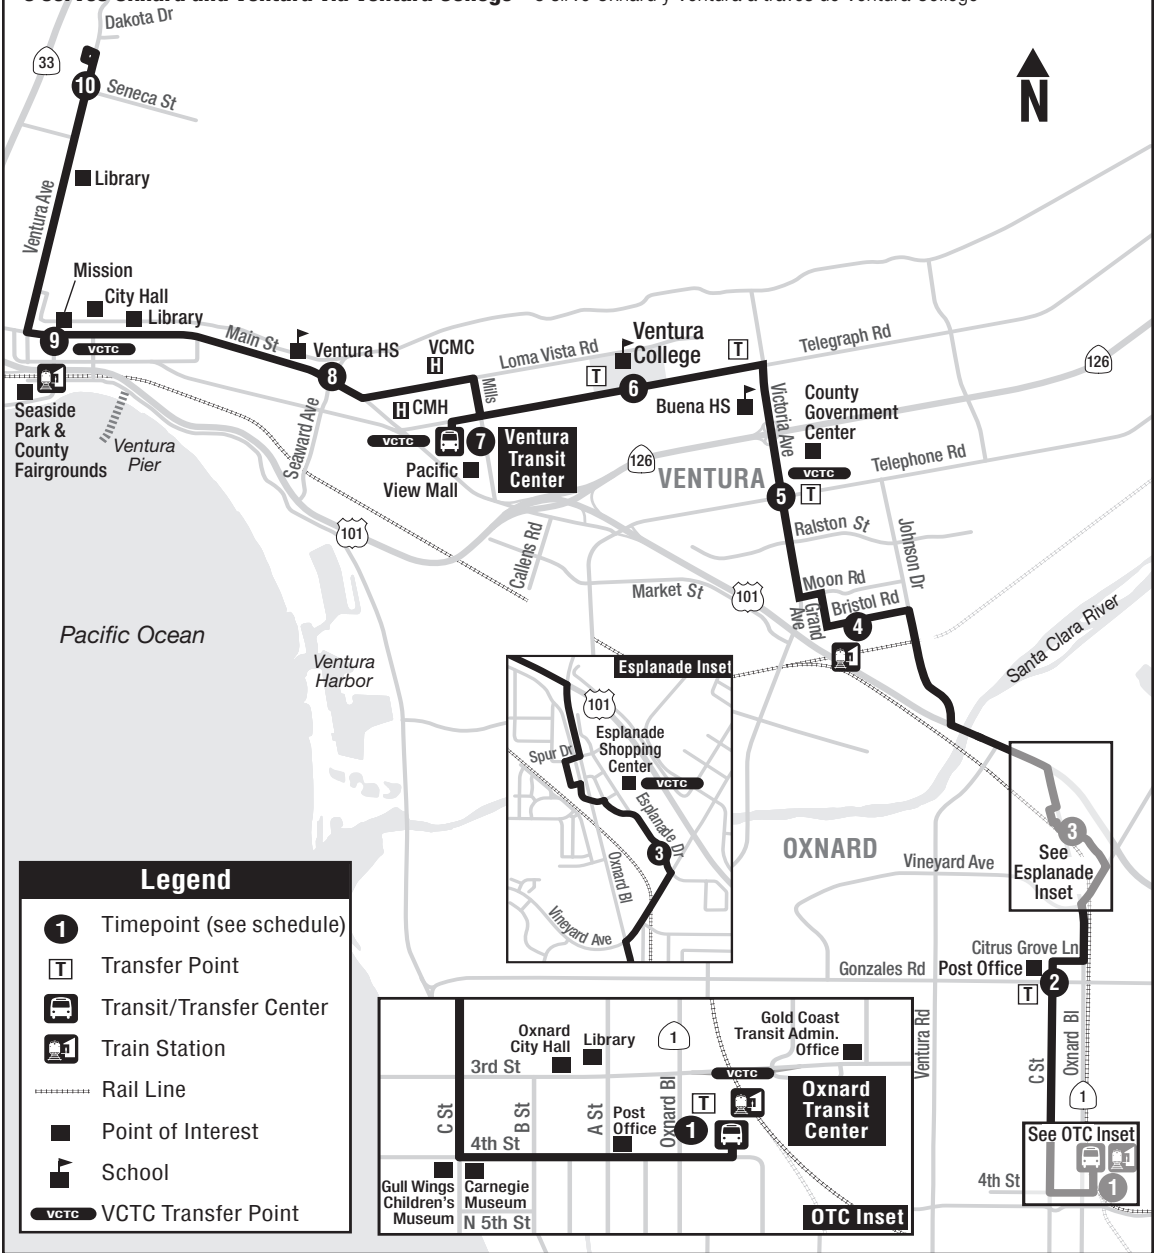 Dakota Dr
33
10
Seneca St
N
Library
Ventura Ave
Mission
City Hall
Library
9
VCTC
Main St
Ventura HS
8
VCMC
H
Loma Vista Rd
Ventura
College
T
T
6
Telegraph Rd
126
Seaside
Park &
County
Fairgrounds
Ventura
Pier
Seaward Ave
H CMH
Mills
VCTC
7
Ventura
Transit
Center
Pacific
View Mall
Buena HS
Victoria Ave
County
Government
Center
VCTC
126
VENTURA
Telephone Rd
5
T
101
Callens Rd
Ralston St
Johnson Dr
Market St
101
Moon Rd
Grand
Ave
Bristol Rd
4
Santa Clara River
Pacific Ocean
Ventura
Harbor
Esplanade Inset
101
Esplanade
Shopping
Center
VCTC
Spur Dr
Esplanade Dr
3
Oxnard Bl
Vineyard Ave
OXNARD
3
See
Esplanade
Inset
Vineyard Ave
Citrus Grove Ln
Gonzales Rd
Post Office
2
T
Ventura Rd
C St
Oxnard Bl
1
See OTC Inset
4th St
1
Legend
1 Timepoint (see schedule)
T Transfer Point
Transit/Transfer Center
Train Station
Rail Line
Point of Interest
School
VCTC VCTC Transfer Point
Oxnard
City Hall
Library
1
Gold Coast
Transit Admin.
Office
3rd St
VCTC
C St
B St
A St
Oxnard Bl
T
Oxnard
Transit
Center
Post
Office
1
4th St
Gull Wings
Children's
Museum
Carnegie
Museum
N 5th St
OTC Inset